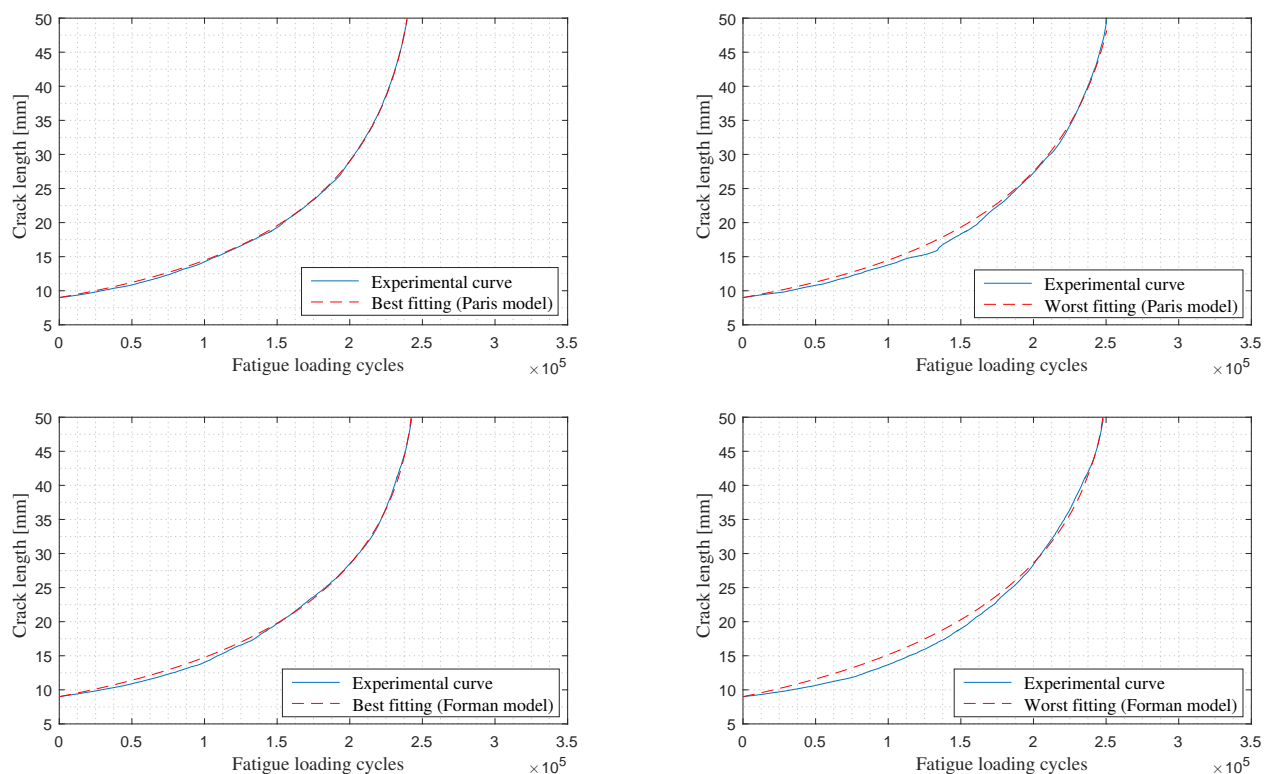 50
45
40
35
30
25
20
15
10
5
Crack length [mm]
Experimental curve
Best fitting (Paris model)
0 0.5 1 1.5 2 2.5 3 3.5
Fatigue loading cycles
×10^5
50
45
40
35
30
25
20
15
10
5
Crack length [mm]
Experimental curve
Worst fitting (Paris model)
0 0.5 1 1.5 2 2.5 3 3.5
Fatigue loading cycles
×10^5
50
45
40
35
30
25
20
15
10
5
Crack length [mm]
Experimental curve
Best fitting (Forman model)
0 0.5 1 1.5 2 2.5 3 3.5
Fatigue loading cycles
×10^5
50
45
40
35
30
25
20
15
10
5
Crack length [mm]
Experimental curve
Worst fitting (Forman model)
0 0.5 1 1.5 2 2.5 3 3.5
Fatigue loading cycles
×10^5